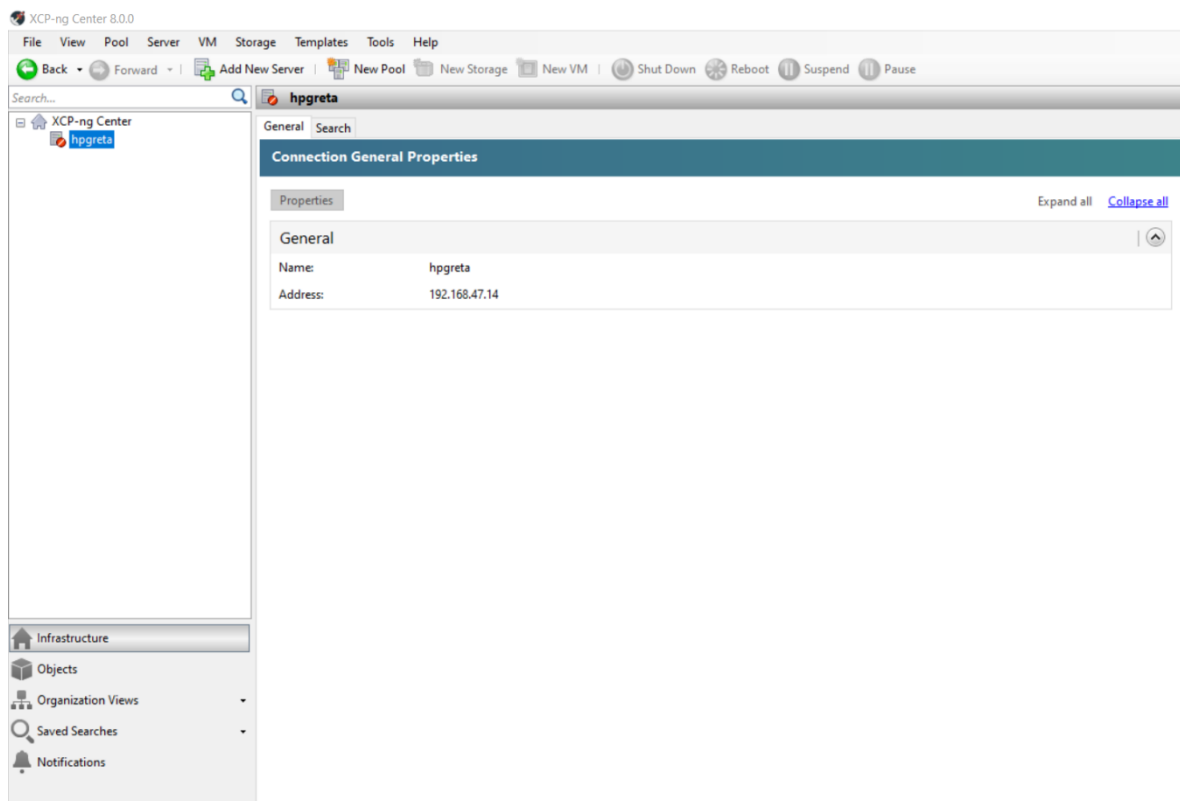 XCP-ng Center 8.0.0
File View Pool Server VM Storage Templates Tools Help
Back Forward Add New Server New Pool New Storage New VM Shut Down Reboot Suspend Pause
Search...
hpgreta
XCP-ng Center
hpgreta
General Search
Connection General Properties
Properties Expand all Collapse all
General
Name: hpgreta
Address: 192.168.47.14
Infrastructure
Objects
Organization Views
Saved Searches
Notifications